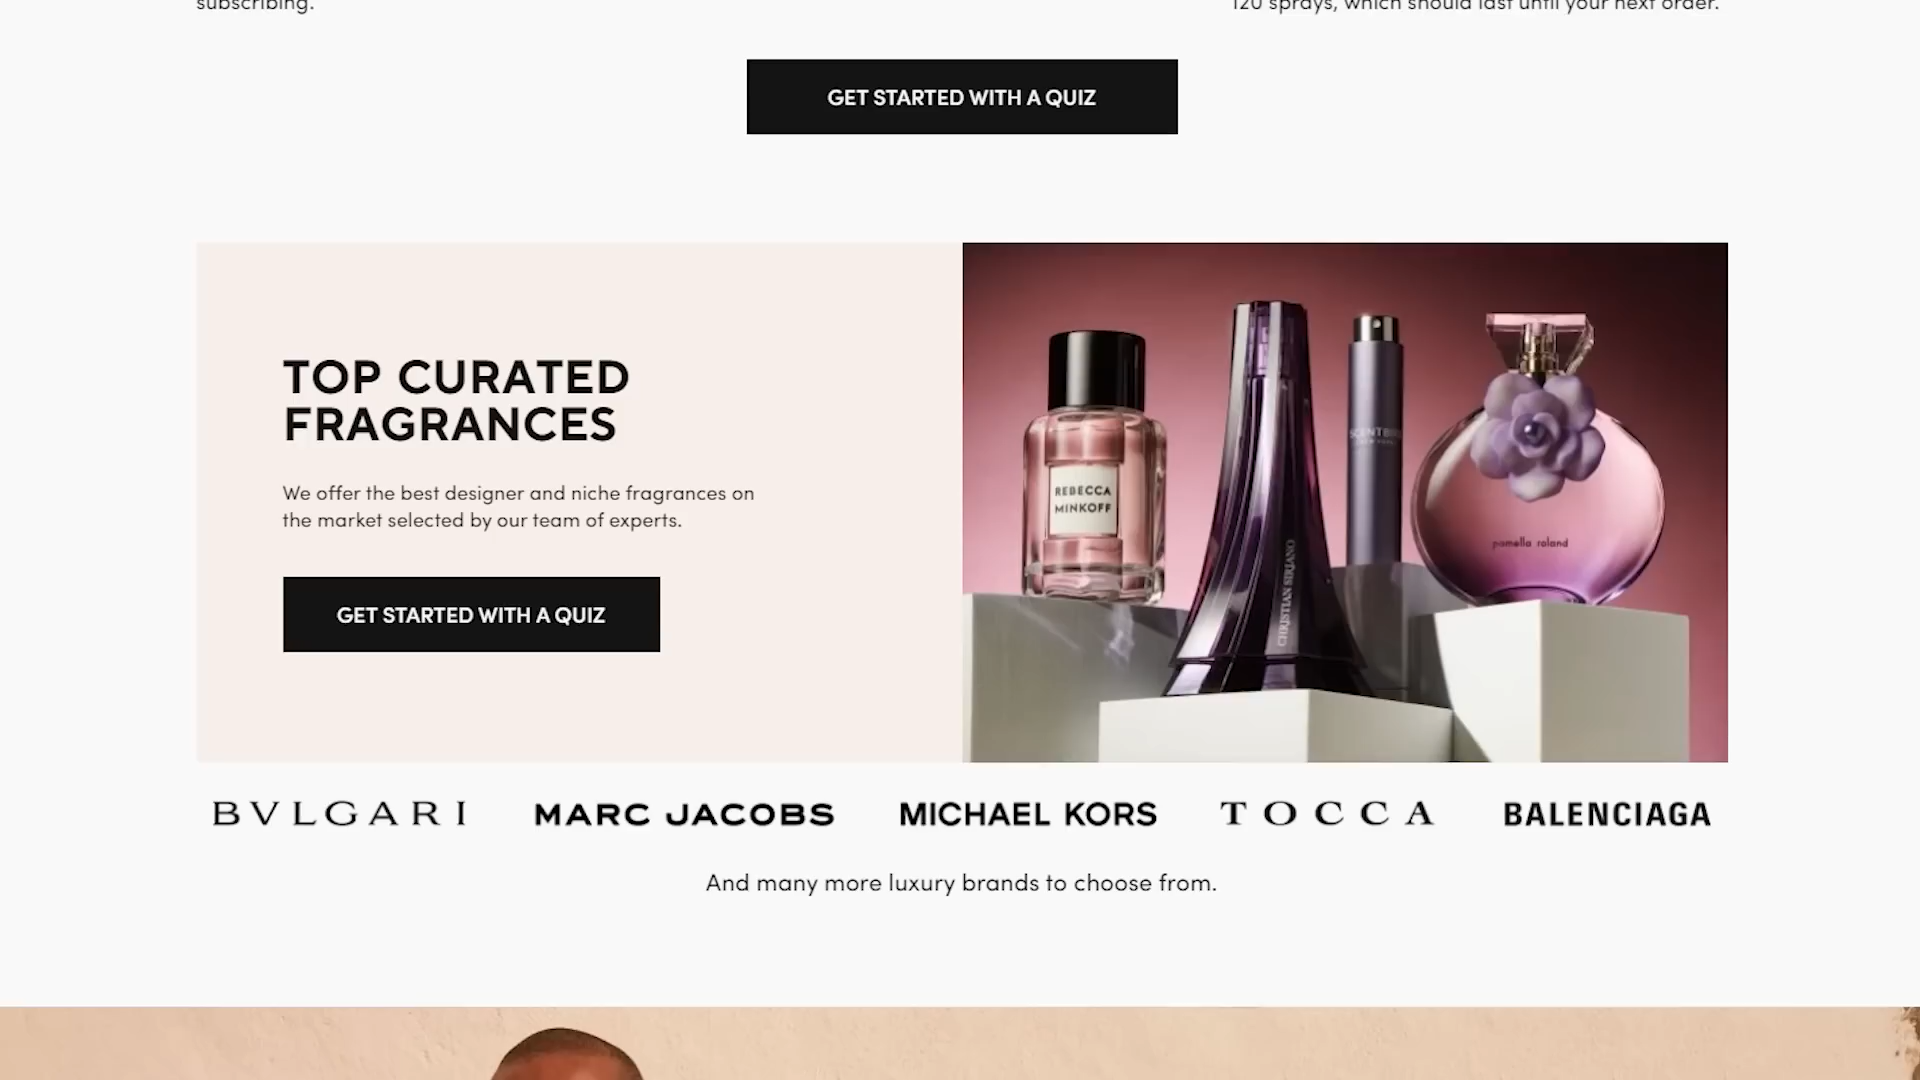 subscribing.
120 sprays, which should last until your next order.
GET STARTED WITH A QUIZ
TOP CURATED
FRAGRANCES
We offer the best designer and niche fragrances on
the market selected by our team of experts.
GET STARTED WITH A QUIZ
REBECCA
MINKOFF
CHRISTIAN SIRIANO
SCENTBIRD
NEW YORK
pamella roland
BVLGARI
MARC JACOBS
MICHAEL KORS
TOCCA
BALENCIAGA
And many more luxury brands to choose from.